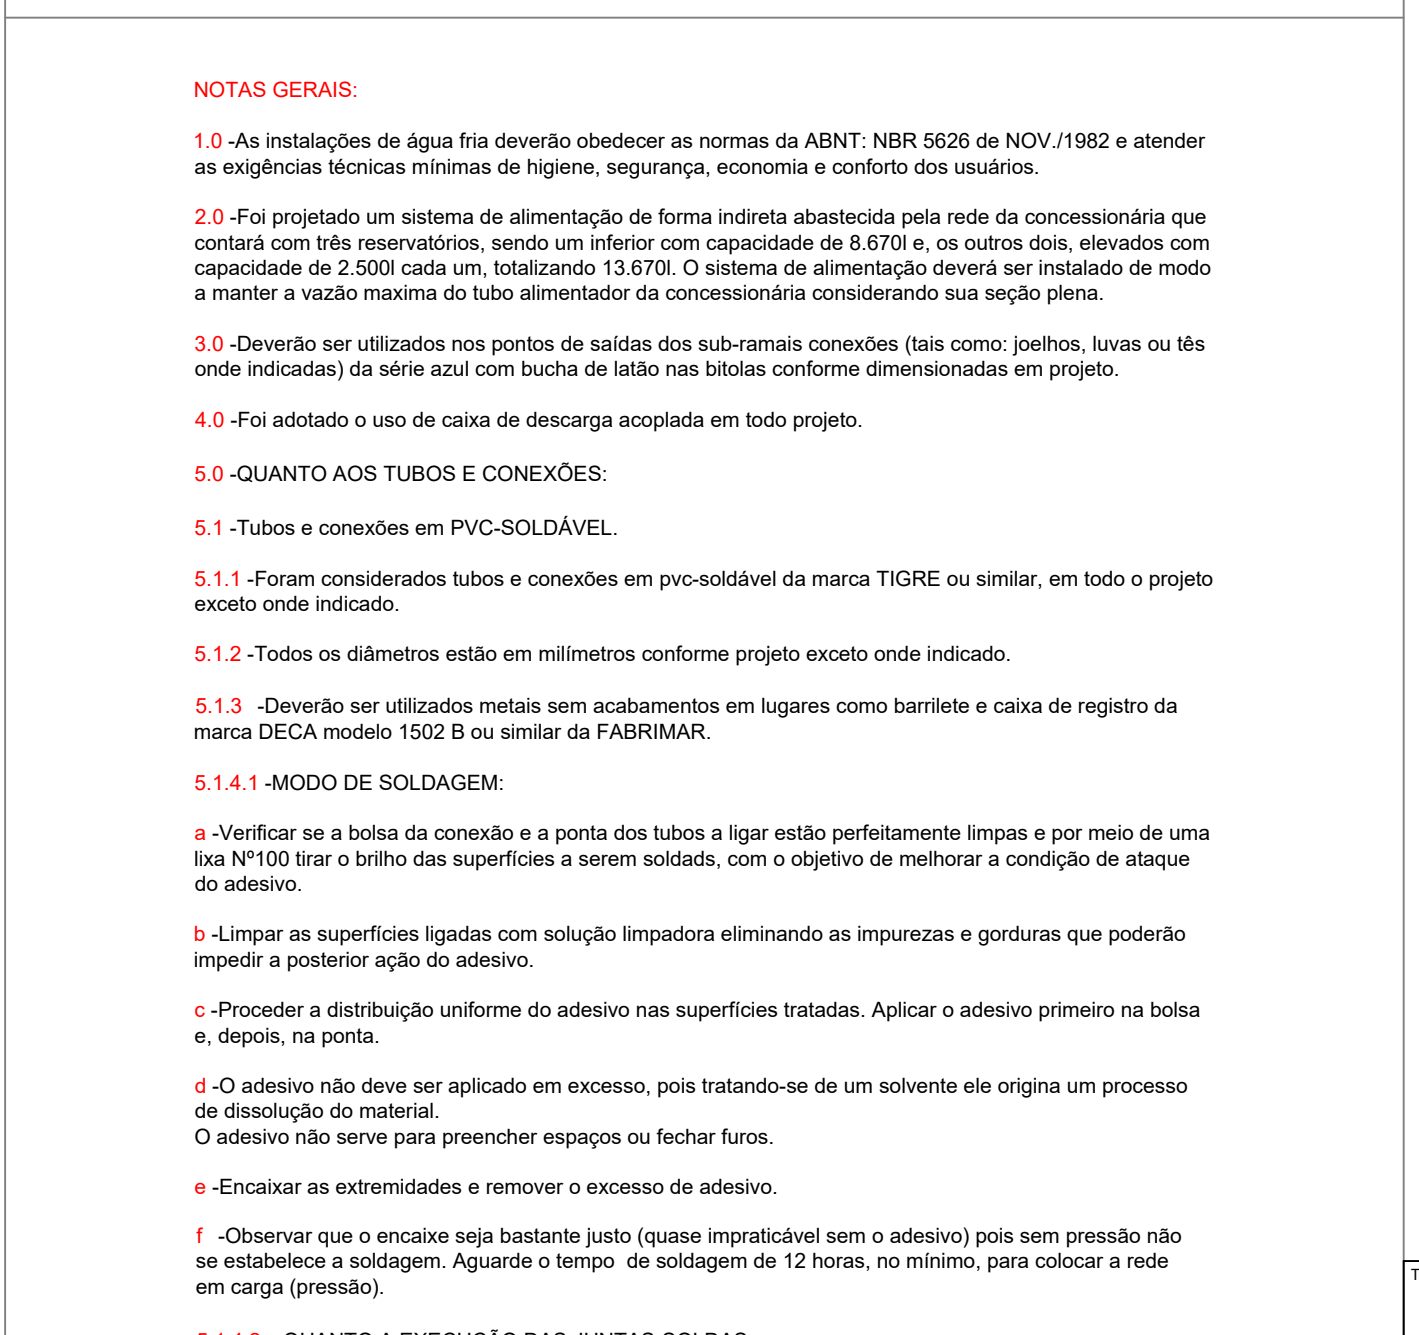 NOTAS GERAIS:
1.0 -As instalações de água fria deverão obedecer as normas da ABNT: NBR 5626 de NOV./1982 e atender
as exigências técnicas mínimas de higiene, segurança, economia e conforto dos usuários.
2.0 -Foi projetado um sistema de alimentação de forma indireta abastecida pela rede da concessionária que
contará com três reservatórios, sendo um inferior com capacidade de 8.670l e, os outros dois, elevados com
capacidade de 2.500l cada um, totalizando 13.670l. O sistema de alimentação deverá ser instalado de modo
a manter a vazão maxima do tubo alimentador da concessionária considerando sua seção plena.
3.0 -Deverão ser utilizados nos pontos de saídas dos sub-ramais conexões (tais como: joelhos, luvas ou tês
onde indicadas) da série azul com bucha de latão nas bitolas conforme dimensionadas em projeto.
4.0 -Foi adotado o uso de caixa de descarga acoplada em todo projeto.
5.0 -QUANTO AOS TUBOS E CONEXÕES:
5.1 -Tubos e conexões em PVC-SOLDÁVEL.
5.1.1 -Foram considerados tubos e conexões em pvc-soldável da marca TIGRE ou similar, em todo o projeto
exceto onde indicado.
5.1.2 -Todos os diâmetros estão em milímetros conforme projeto exceto onde indicado.
5.1.3 -Deverão ser utilizados metais sem acabamentos em lugares como barrilete e caixa de registro da
marca DECA modelo 1502 B ou similar da FABRIMAR.
5.1.4.1 -MODO DE SOLDAGEM:
a -Verificar se a bolsa da conexão e a ponta dos tubos a ligar estão perfeitamente limpas e por meio de uma
lixa Nº100 tirar o brilho das superfícies a serem soldads, com o objetivo de melhorar a condição de ataque
do adesivo.
b -Limpar as superfícies ligadas com solução limpadora eliminando as impurezas e gorduras que poderão
impedir a posterior ação do adesivo.
c -Proceder a distribuição uniforme do adesivo nas superfícies tratadas. Aplicar o adesivo primeiro na bolsa
e, depois, na ponta.
d -O adesivo não deve ser aplicado em excesso, pois tratando-se de um solvente ele origina um processo
de dissolução do material.
O adesivo não serve para preencher espaços ou fechar furos.
e -Encaixar as extremidades e remover o excesso de adesivo.
f -Observar que o encaixe seja bastante justo (quase impraticável sem o adesivo) pois sem pressão não
se estabelece a soldagem. Aguarde o tempo de soldagem de 12 horas, no mínimo, para colocar a rede
em carga (pressão).
QUANTO A EXECUÇÃO DAS JUNTAS SOLDAS
T